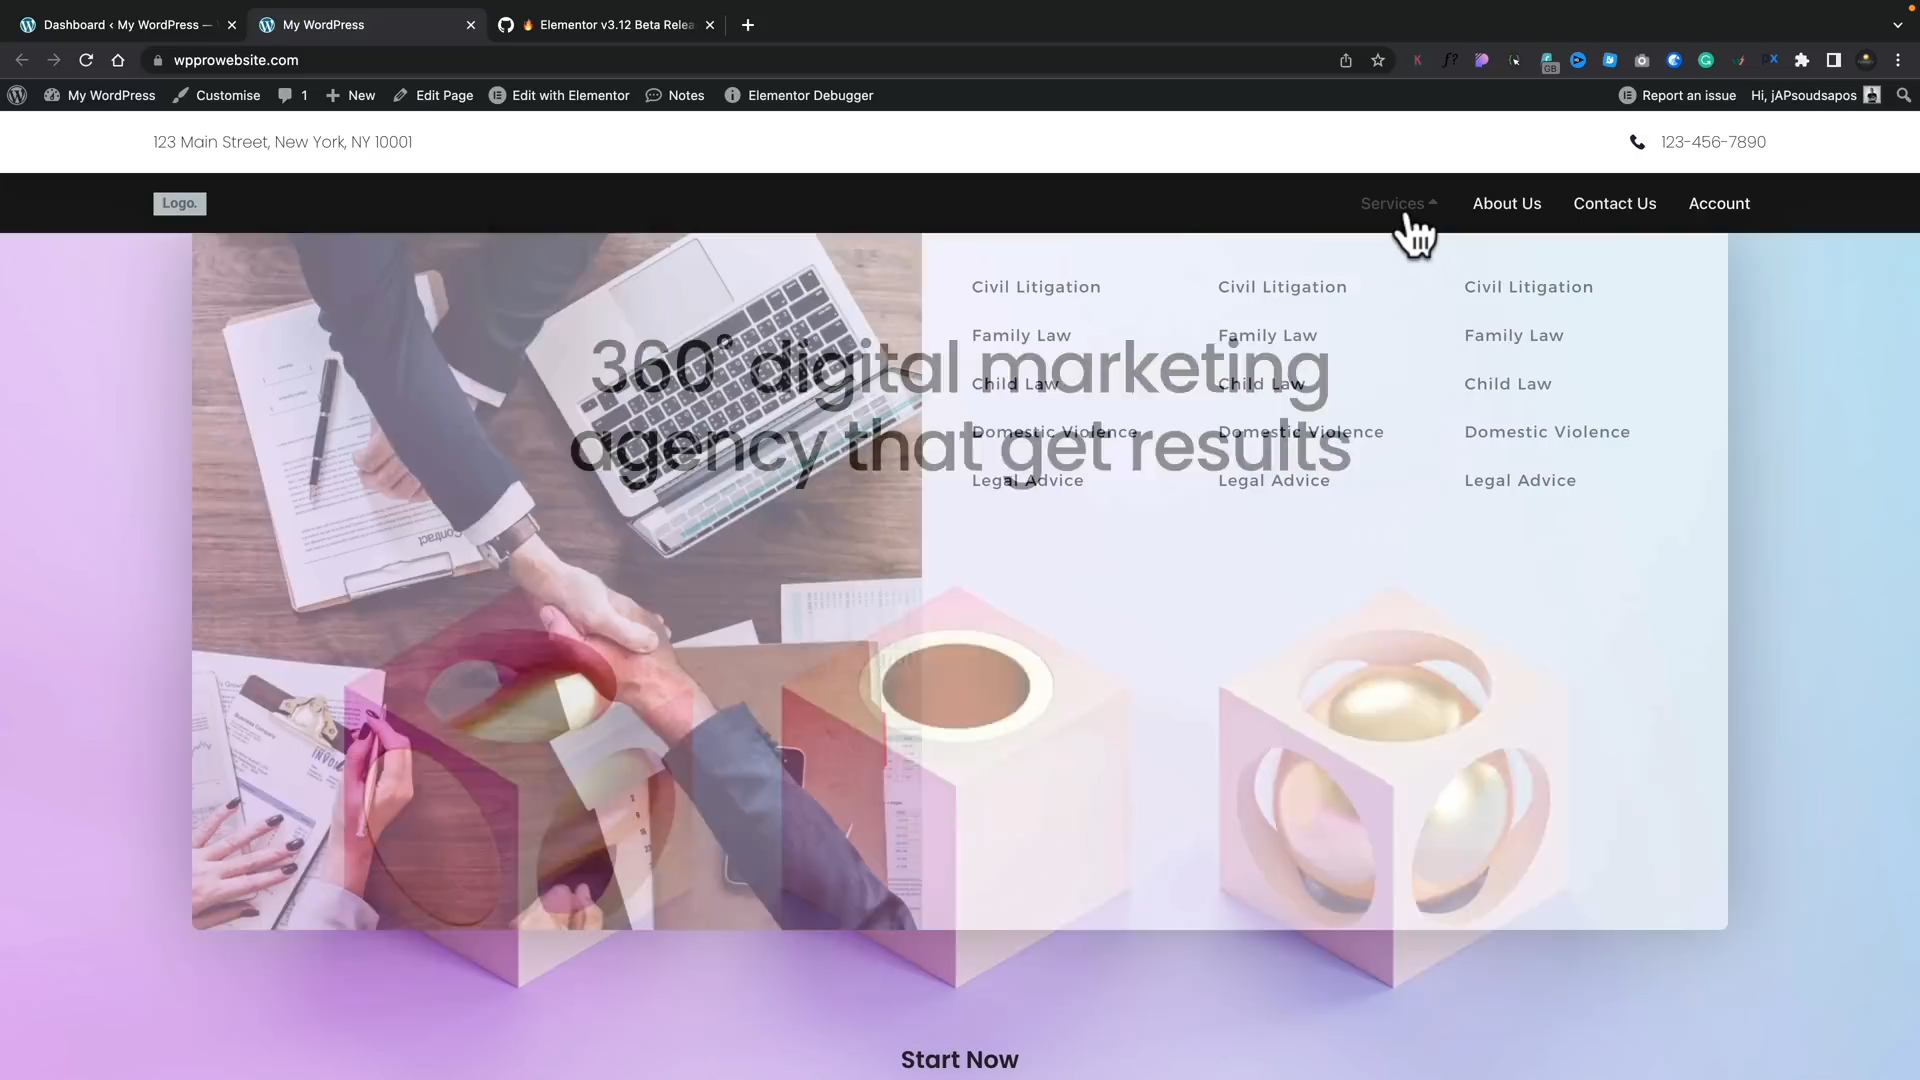 Dashboard ‹ My WordPress —
My WordPress
🔥 Elementor v3.12 Beta Relea
wpprowebsite.com
GB
My WordPress
Customise
1
New
Edit Page
Edit with Elementor
Notes
Elementor Debugger
Report an issue
Hi, jAPsoudsapos
123 Main Street, New York, NY 10001
123-456-7890
Logo.
Services
About Us
Contact Us
Account
Civil Litigation
Civil Litigation
Civil Litigation
Family Law
Family Law
Family Law
360° digital marketing
Child Law
Child Law
Child Law
Domestic Violence
Domestic Violence
Domestic Violence
agency that get results
Legal Advice
Legal Advice
Legal Advice
Contract
INVOICE
Start Now